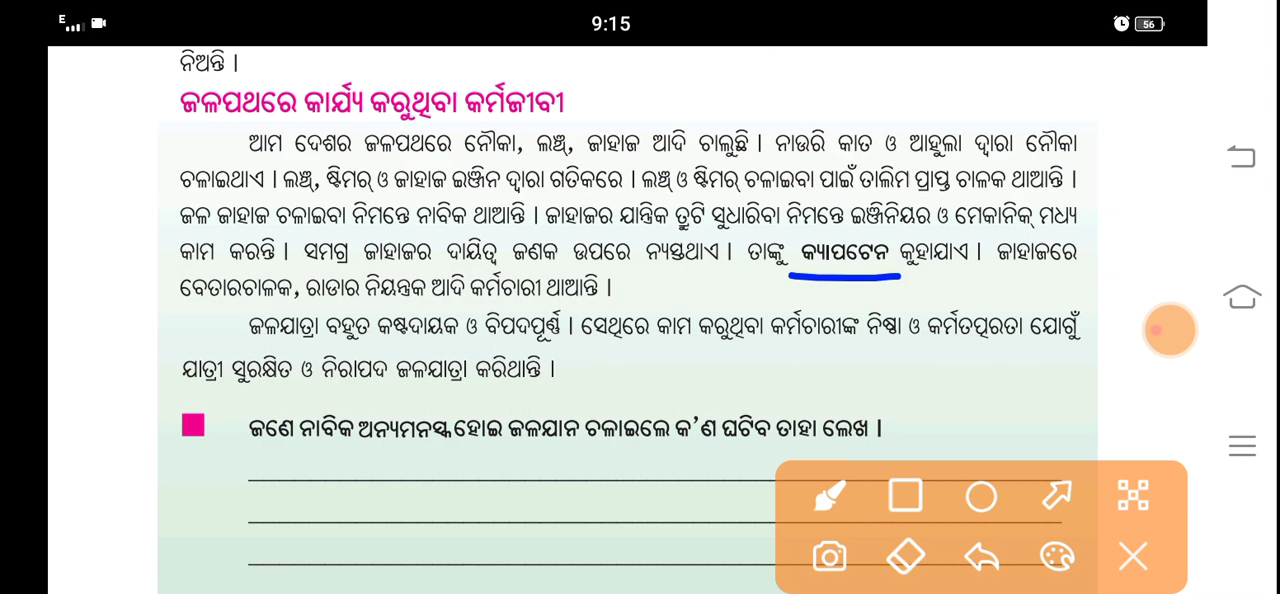 E
9:15
56
ନିଅନ୍ତି |
ଜଳପଥରେ କାର୍ଯ୍ୟ କରୁଥିବା କର୍ମଜୀବୀ
ଆମ ଦେଶର ଜଳପଥରେ ନୌକା, ଲଞ୍ଚ୍, ଜାହାଜ ଆଦି ଚାଲୁଛି | ନାଉରି କାତ ଓ ଆହୁଲା ଦ୍ୱାରା ନୌକା
ଚଳାଇଥାଏ | ଲଞ୍ଚ୍, ଷ୍ଟିମର୍ ଓ ଜାହାଜ ଇଞ୍ଜିନ ଦ୍ୱାରା ଗତିକରେ | ଲଞ୍ଚ୍ ଓ ଷ୍ଟିମର୍ ଚଳାଇବା ପାଇଁ ତାଲିମ ପ୍ରାପ୍ତ ଚାଳକ ଥାଆନ୍ତି |
ଜଳ ଜାହାଜ ଚଳାଇବା ନିମନ୍ତେ ନାବିକ ଥାଆନ୍ତି | ଜାହାଜର ଯାନ୍ତ୍ରିକ ତ୍ରୁଟି ସୁଧାରିବା ନିମନ୍ତେ ଇଞ୍ଜିନିୟର ଓ ମେକାନିକ୍ ମଧ୍ୟ
କାମ କରନ୍ତି | ସମଗ୍ର ଜାହାଜର ଦାୟିତ୍ୱ ଜଣକ ଉପରେ ନ୍ୟସ୍ତଥାଏ | ତାଙ୍କୁ କ୍ୟାପଟେନ କୁହାଯାଏ | ଜାହାଜରେ
ବେତାରଚାଳକ, ରାଡାର ନିୟନ୍ତ୍ରକ ଆଦି କର୍ମଚାରୀ ଥାଆନ୍ତି |
ଜଳଯାତ୍ରା ବହୁତ କଷ୍ଟଦାୟକ ଓ ବିପଦପୂର୍ଣ୍ଣ | ସେଥିରେ କାମ କରୁଥିବା କର୍ମଚାରୀଙ୍କ ନିଷ୍ଠା ଓ କର୍ମତତ୍ପରତା ଯୋଗୁଁ
ଯାତ୍ରୀ ସୁରକ୍ଷିତ ଓ ନିରାପଦ ଜଳଯାତ୍ରା କରିଥାନ୍ତି |
ଜଣେ ନାବିକ ଅନ୍ୟମନସ୍କ ହୋଇ ଜଳଯାନ ଚଳାଇଲେ କ'ଣ ଘଟିବ ତାହା ଲେଖ |